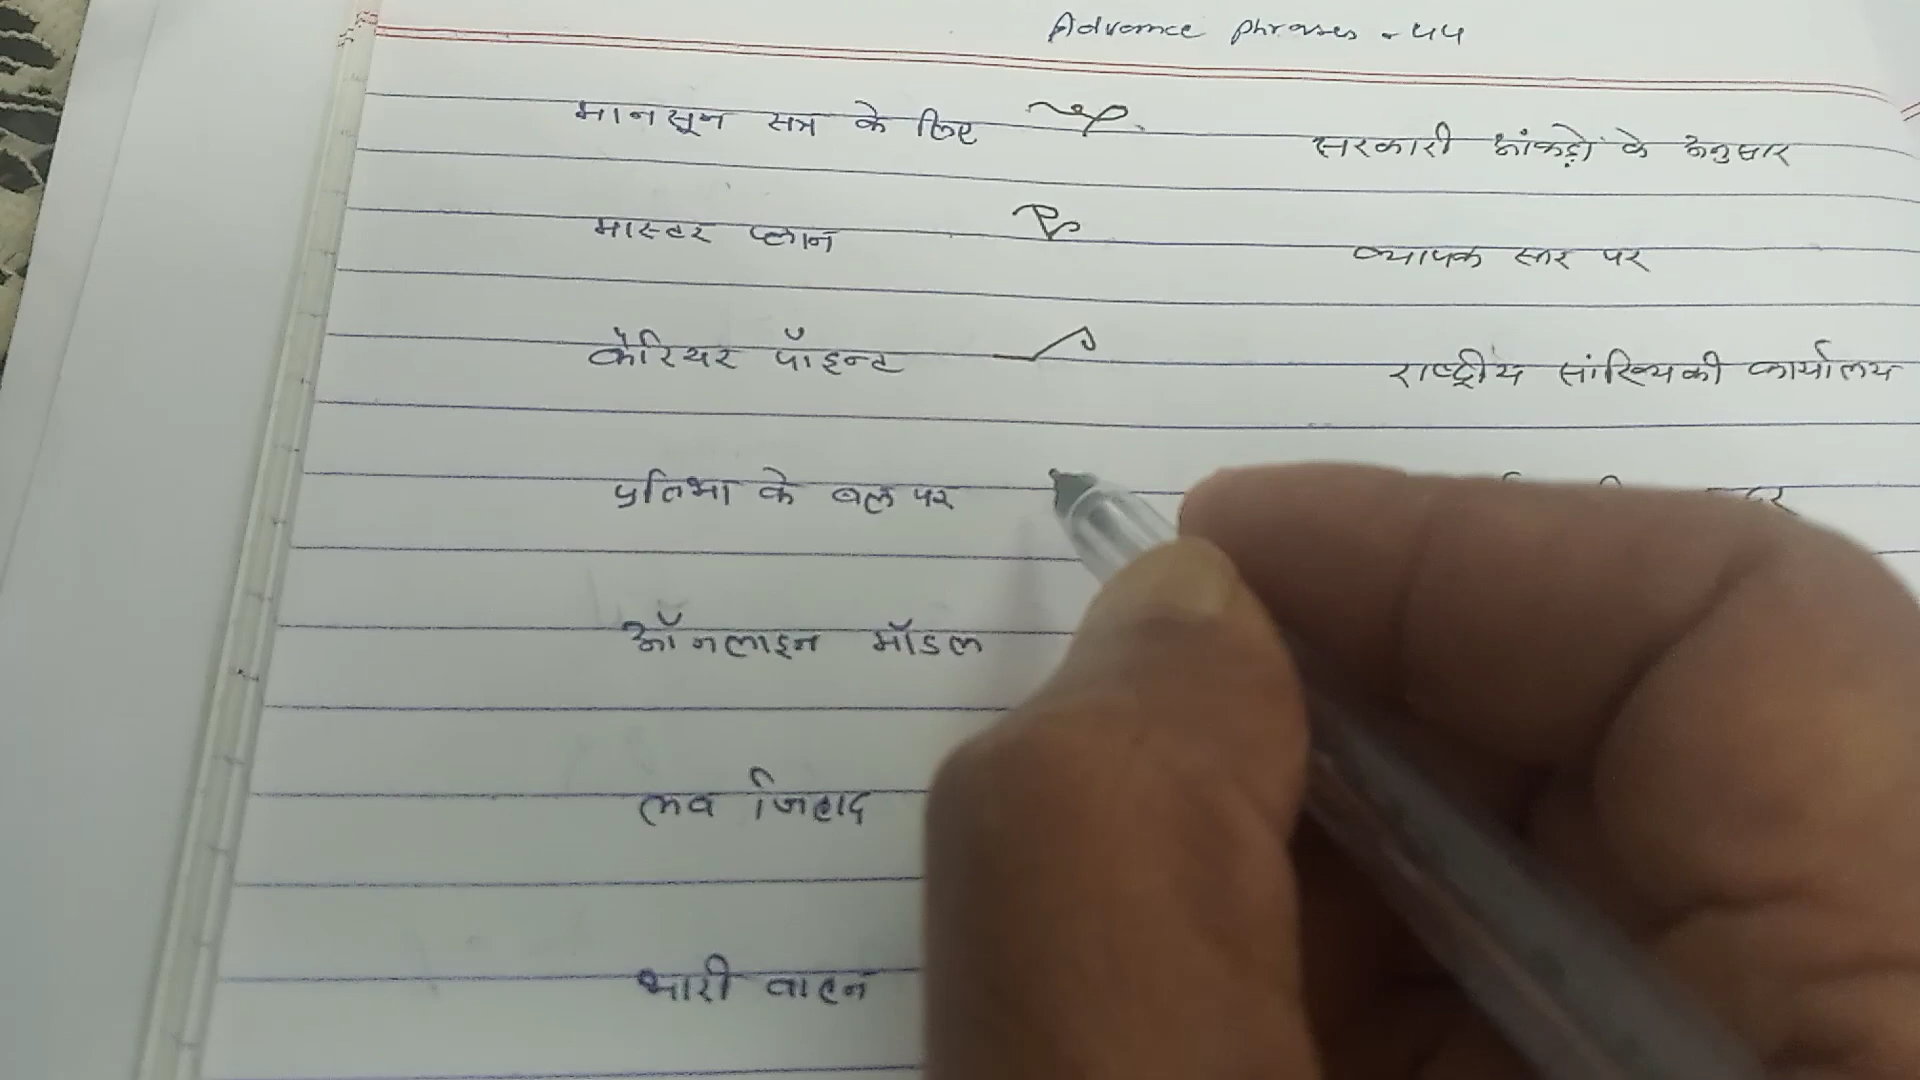 Advance phrases - 44
मानसून सत्र के लिए सरकारी आंकड़ों के अनुसार
मास्टर प्लान व्यापक स्तर पर
कैरियर पॉइन्ट राष्ट्रीय सांख्यिकी कार्यालय
प्रतिभा के बल पर
ऑनलाइन मॉडल
लव जिहाद
भारी वाहन